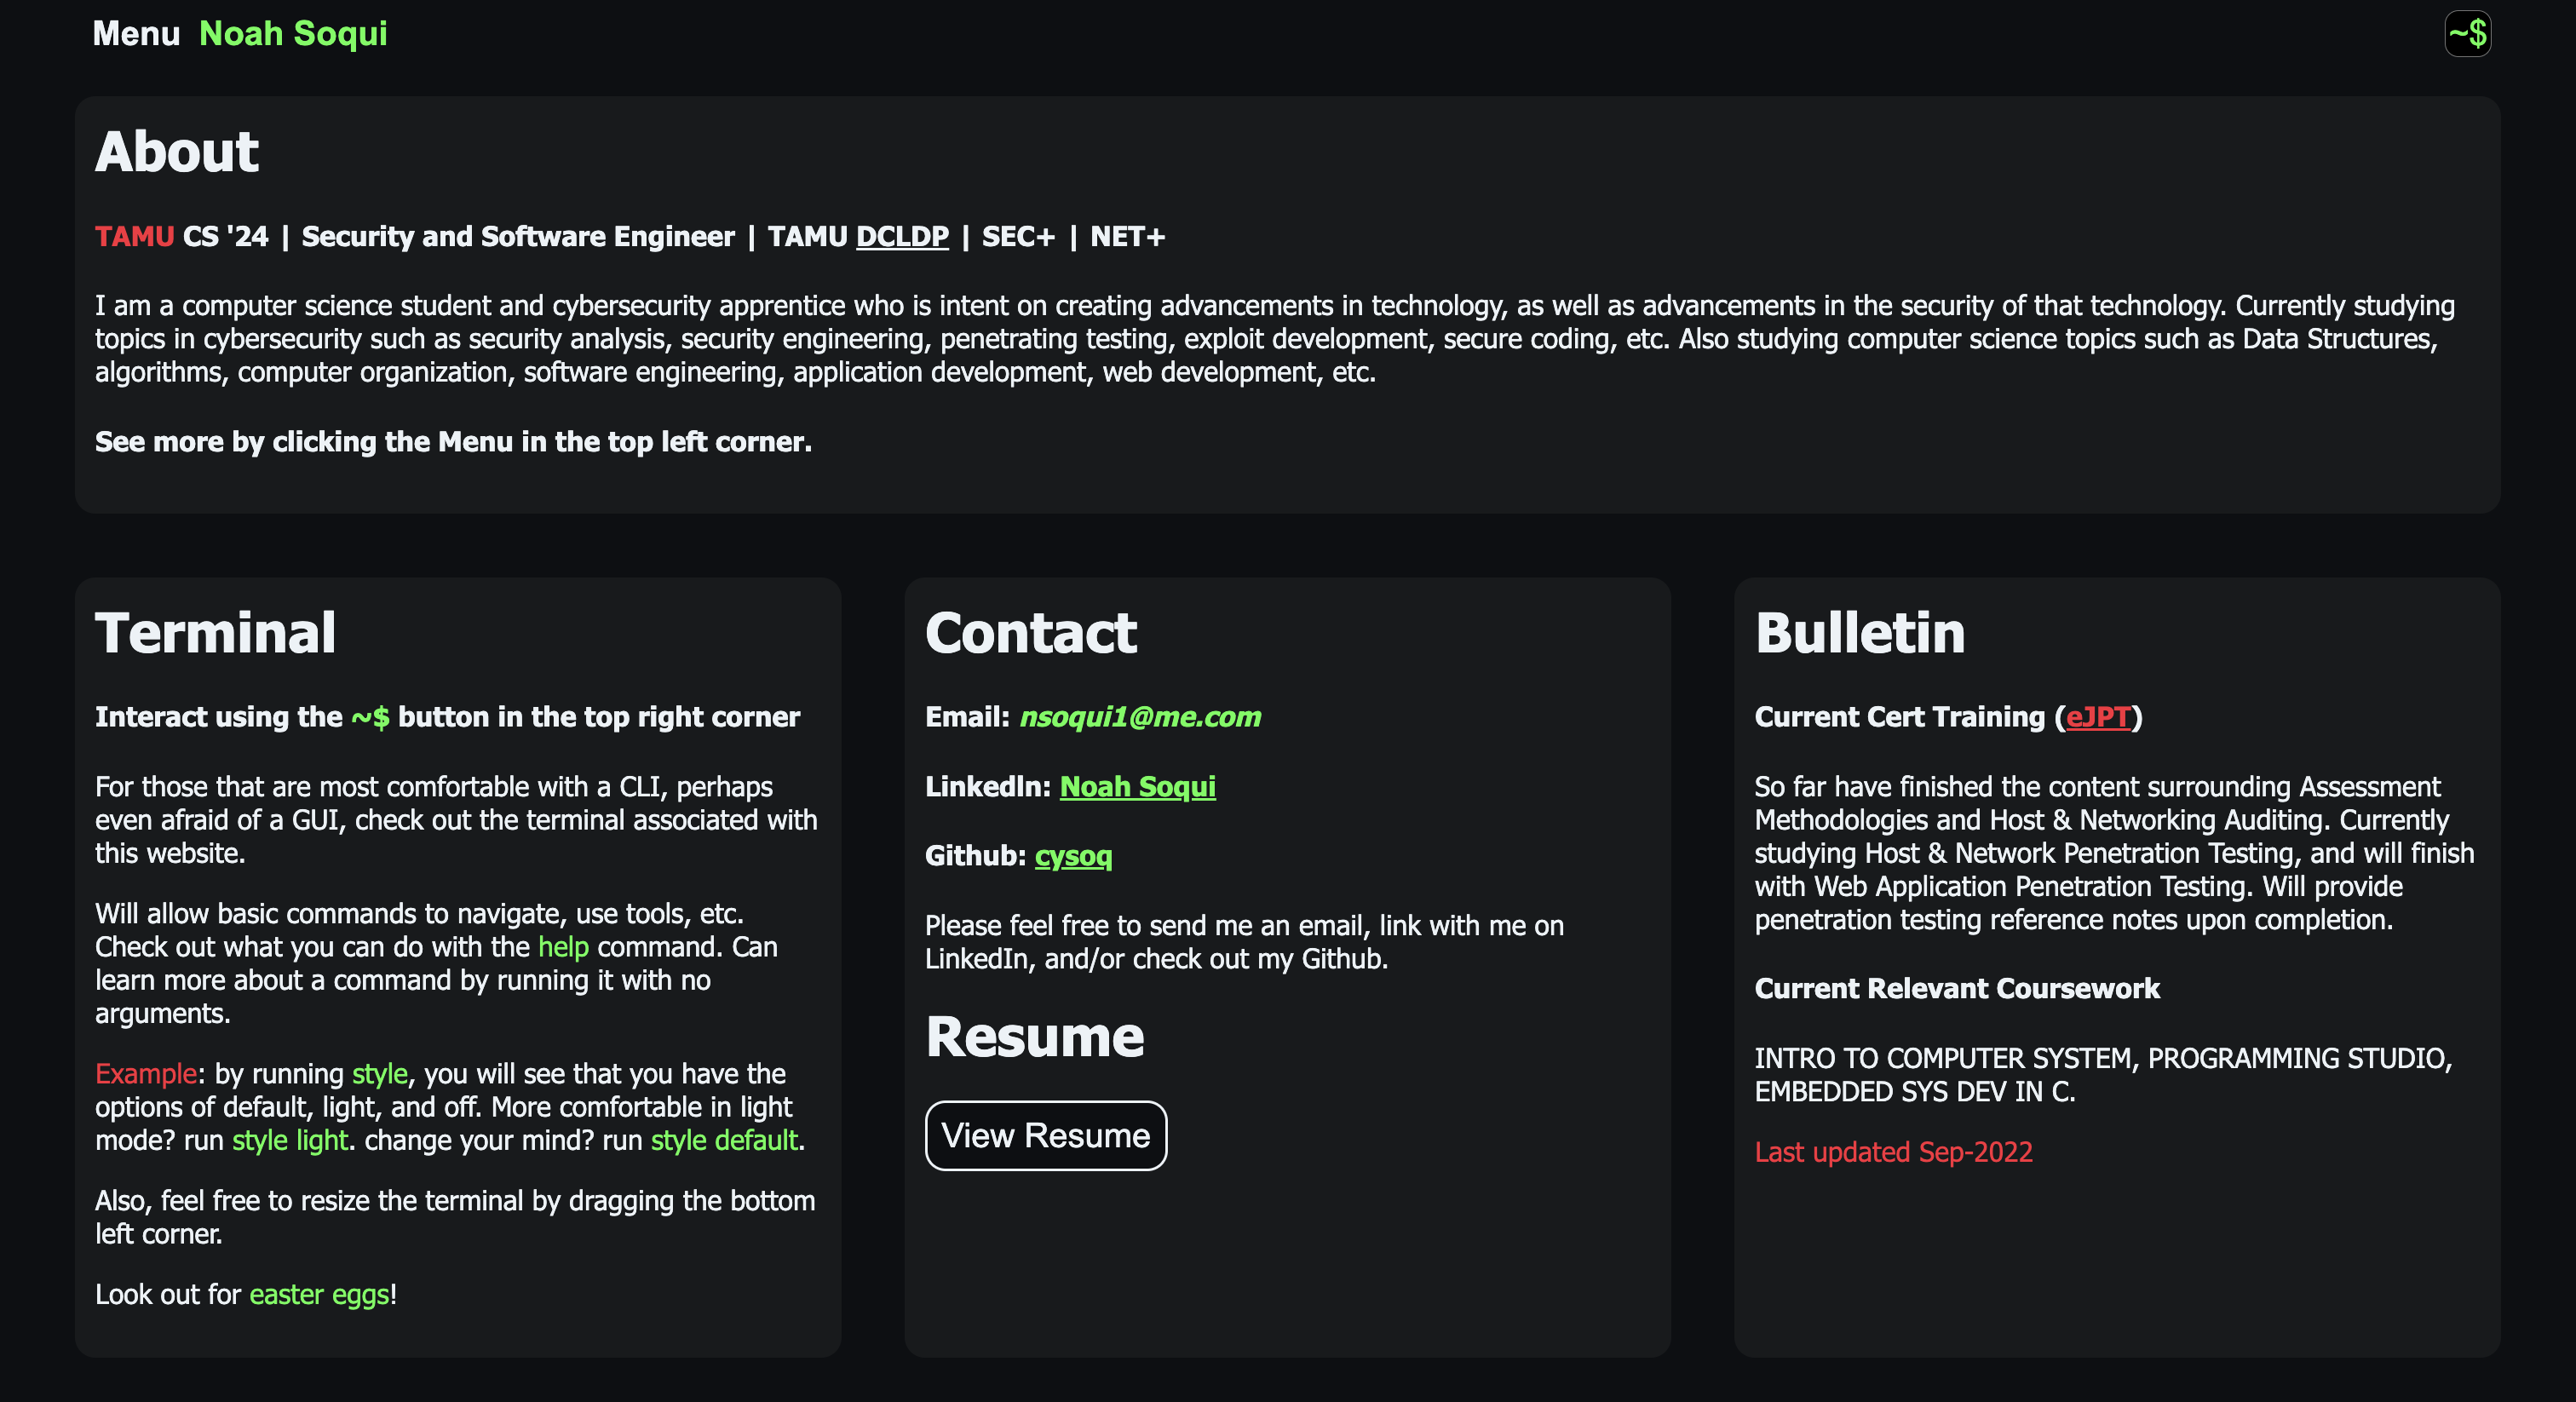 Menu Noah Soqui
~$
About
TAMU CS '24 | Security and Software Engineer | TAMU DCLDP | SEC+ | NET+
I am a computer science student and cybersecurity apprentice who is intent on creating advancements in technology, as well as advancements in the security of that technology. Currently studying
topics in cybersecurity such as security analysis, security engineering, penetrating testing, exploit development, secure coding, etc. Also studying computer science topics such as Data Structures,
algorithms, computer organization, software engineering, application development, web development, etc.
See more by clicking the Menu in the top left corner.
Terminal
Interact using the ~$ button in the top right corner
For those that are most comfortable with a CLI, perhaps
even afraid of a GUI, check out the terminal associated with
this website.
Will allow basic commands to navigate, use tools, etc.
Check out what you can do with the help command. Can
learn more about a command by running it with no
arguments.
Example: by running style, you will see that you have the
options of default, light, and off. More comfortable in light
mode? run style light. change your mind? run style default.
Also, feel free to resize the terminal by dragging the bottom
left corner.
Look out for easter eggs!
Contact
Email: nsoqui1@me.com
LinkedIn: Noah Soqui
Github: cysoq
Please feel free to send me an email, link with me on
LinkedIn, and/or check out my Github.
Resume
View Resume
Bulletin
Current Cert Training (eJPT)
So far have finished the content surrounding Assessment
Methodologies and Host & Networking Auditing. Currently
studying Host & Network Penetration Testing, and will finish
with Web Application Penetration Testing. Will provide
penetration testing reference notes upon completion.
Current Relevant Coursework
INTRO TO COMPUTER SYSTEM, PROGRAMMING STUDIO,
EMBEDDED SYS DEV IN C.
Last updated Sep-2022